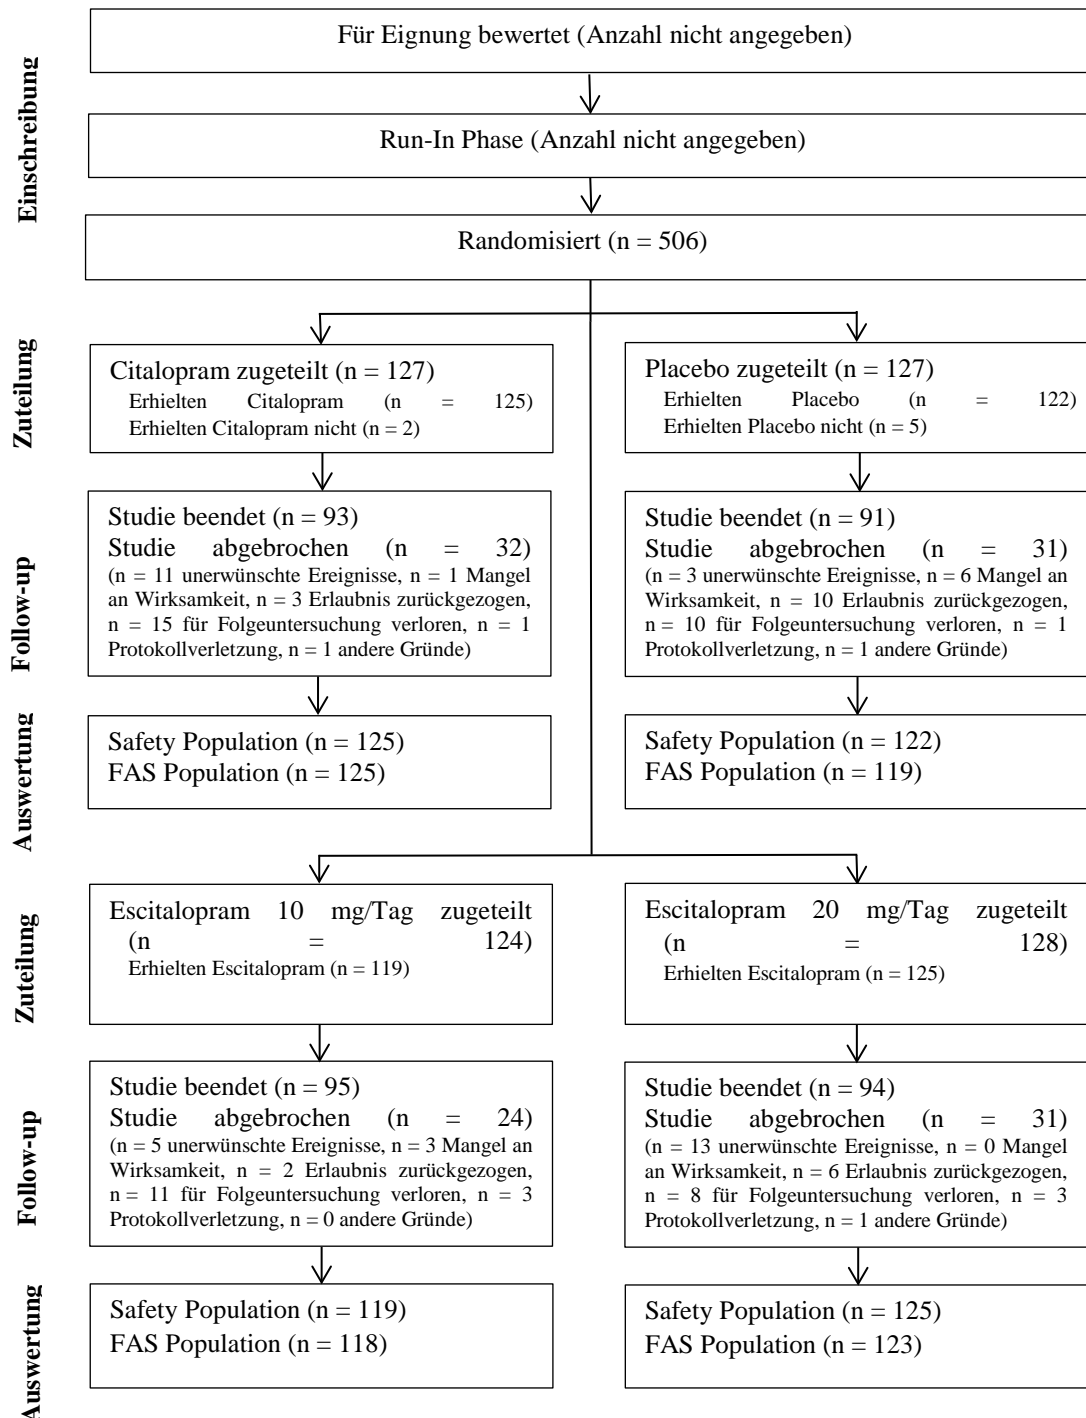 Einschreibung
Für Eignung bewertet (Anzahl nicht angegeben)
Run-In Phase (Anzahl nicht angegeben)
Randomisiert (n = 506)
Zuteilung
Citalopram zugeteilt (n = 127)
Erhielten Citalopram (n = 125)
Erhielten Citalopram nicht (n = 2)
Placebo zugeteilt (n = 127)
Erhielten Placebo (n = 122)
Erhielten Placebo nicht (n = 5)
Follow-up
Studie beendet (n = 93)
Studie abgebrochen (n = 32)
(n = 11 unerwünschte Ereignisse, n = 1 Mangel
an Wirksamkeit, n = 3 Erlaubnis zurückgezogen,
n = 15 für Folgeuntersuchung verloren, n = 1
Protokollverletzung, n = 1 andere Gründe)
Studie beendet (n = 91)
Studie abgebrochen (n = 31)
(n = 3 unerwünschte Ereignisse, n = 6 Mangel an
Wirksamkeit, n = 10 Erlaubnis zurückgezogen,
n = 10 für Folgeuntersuchung verloren, n = 1
Protokollverletzung, n = 1 andere Gründe)
Auswertung
Safety Population (n = 125)
FAS Population (n = 125)
Safety Population (n = 122)
FAS Population (n = 119)
Zuteilung
Escitalopram 10 mg/Tag zugeteilt
(n = 124)
Erhielten Escitalopram (n = 119)
Escitalopram 20 mg/Tag zugeteilt
(n = 128)
Erhielten Escitalopram (n = 125)
Follow-up
Studie beendet (n = 95)
Studie abgebrochen (n = 24)
(n = 5 unerwünschte Ereignisse, n = 3 Mangel an
Wirksamkeit, n = 2 Erlaubnis zurückgezogen,
n = 11 für Folgeuntersuchung verloren, n = 3
Protokollverletzung, n = 0 andere Gründe)
Studie beendet (n = 94)
Studie abgebrochen (n = 31)
(n = 13 unerwünschte Ereignisse, n = 0 Mangel
an Wirksamkeit, n = 6 Erlaubnis zurückgezogen,
n = 8 für Folgeuntersuchung verloren, n = 3
Protokollverletzung, n = 1 andere Gründe)
Auswertung
Safety Population (n = 119)
FAS Population (n = 118)
Safety Population (n = 125)
FAS Population (n = 123)